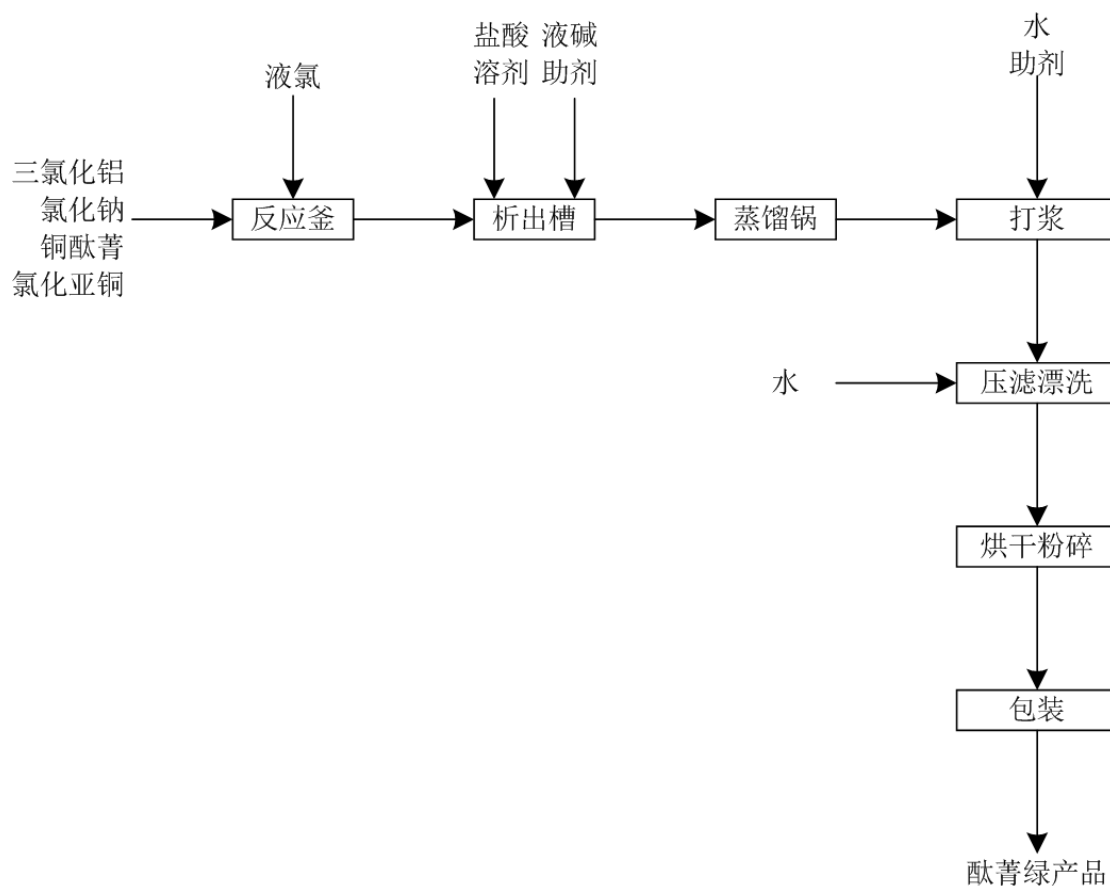 液氯
盐酸
溶剂
液碱
助剂
水
助剂
三氯化铝
氯化钠
铜酞菁
氯化亚铜
反应釜
析出槽
蒸馏锅
打浆
水
压滤漂洗
烘干粉碎
包装
酞菁绿产品